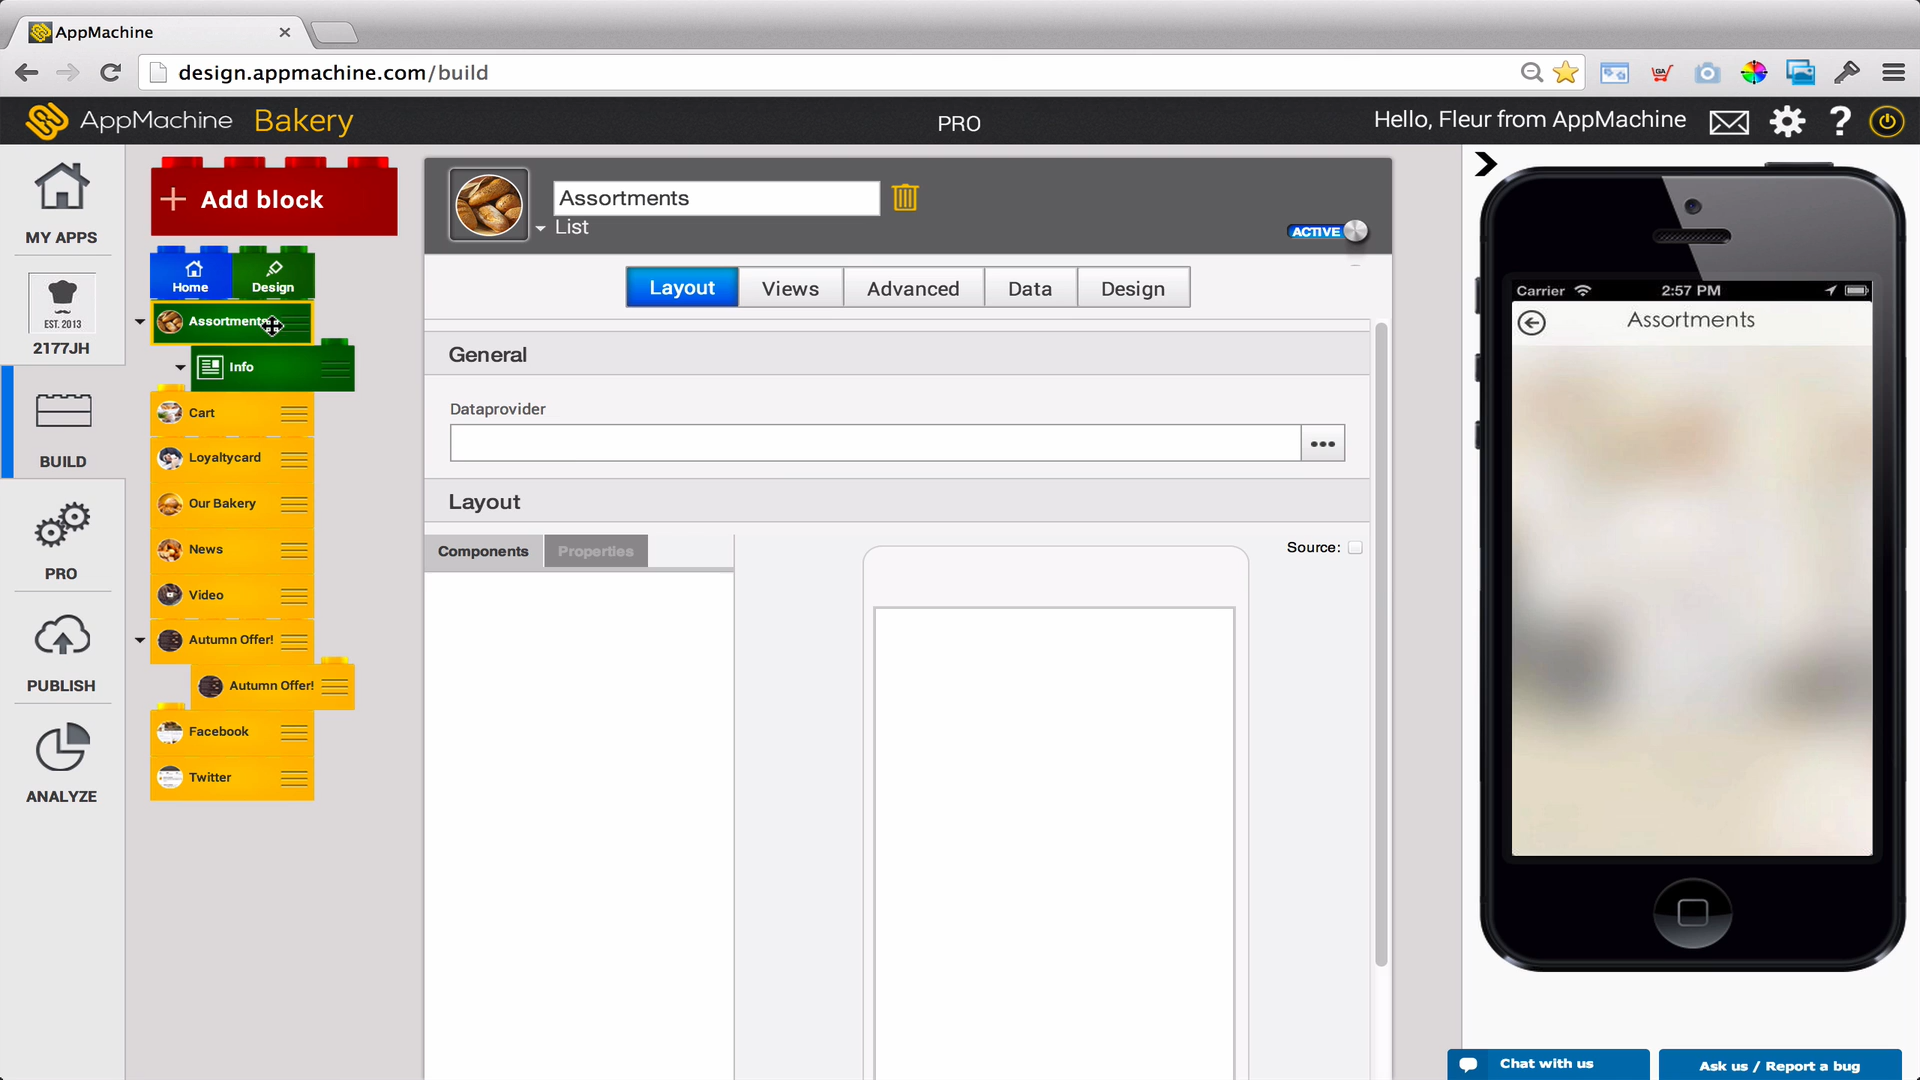 AppMachine
design.appmachine.com/build
AppMachine Bakery
PRO
Hello, Fleur from AppMachine
?
MY APPS
EST. 2013
2177JH
BUILD
PRO
PUBLISH
ANALYZE
+ Add block
Home
Design
Assortments
Info
Cart
Loyaltycard
Our Bakery
News
Video
Autumn Offer!
Autumn Offer!
Facebook
Twitter
Assortments
List
ACTIVE
Layout
Views
Advanced
Data
Design
General
Dataprovider
•••
Layout
Components
Properties
Source:
Carrier
2:57 PM
Assortments
Chat with us
Ask us / Report a bug